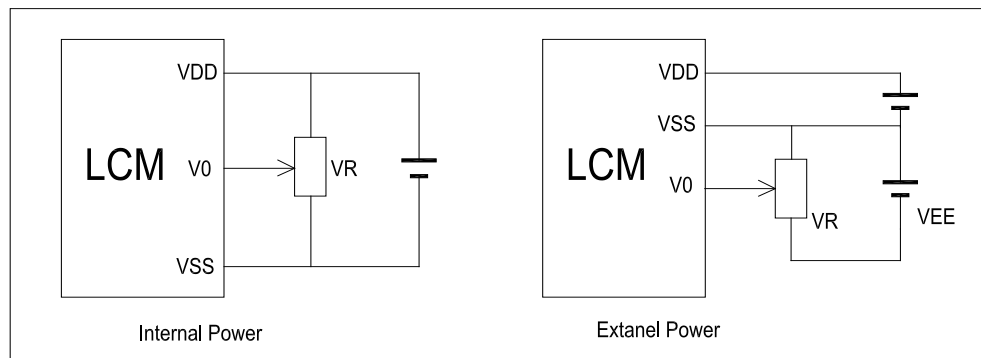 VDD
LCM
V0
VR
VSS
Internal Power
VDD
VSS
LCM
V0
VR
VEE
Extanel Power